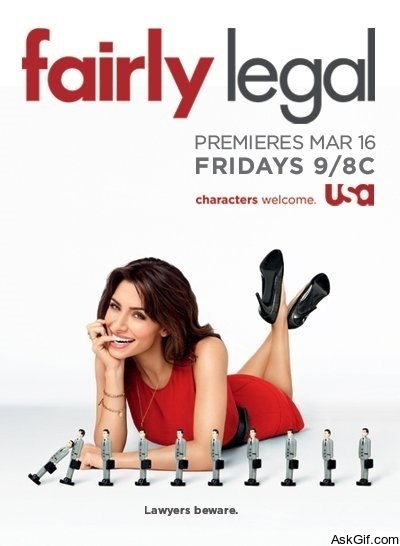 fairly legal
PREMIERES MAR 16
FRIDAYS 9/8C
characters welcome. usa
Lawyers beware.
AskGif.com